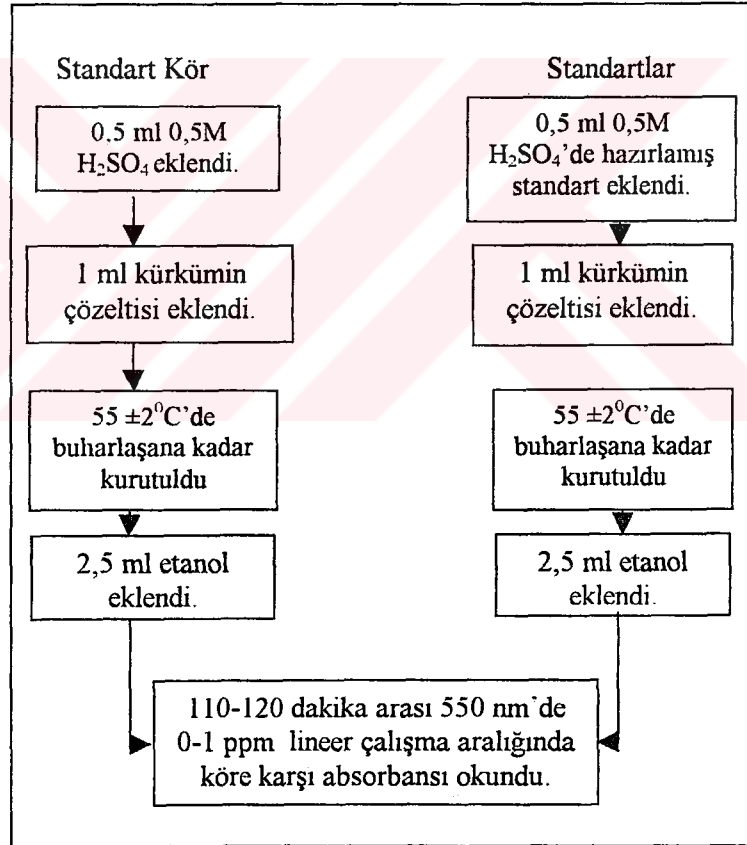 Standart Kör
0.5 ml 0,5M
H₂SO₄ eklendi.
1 ml kürkümin
çözeltisi eklendi.
55 ±2⁰C'de
buharlaşana kadar
kurutuldu
2,5 ml etanol
eklendi.
Standartlar
0,5 ml 0,5M
H₂SO₄'de hazırlamış
standart eklendi.
1 ml kürkümin
çözeltisi eklendi.
55 ±2⁰C'de
buharlaşana kadar
kurutuldu
2,5 ml etanol
eklendi.
110-120 dakika arası 550 nm'de
0-1 ppm lineer çalışma aralığında
köre karşı absorbansı okundu.